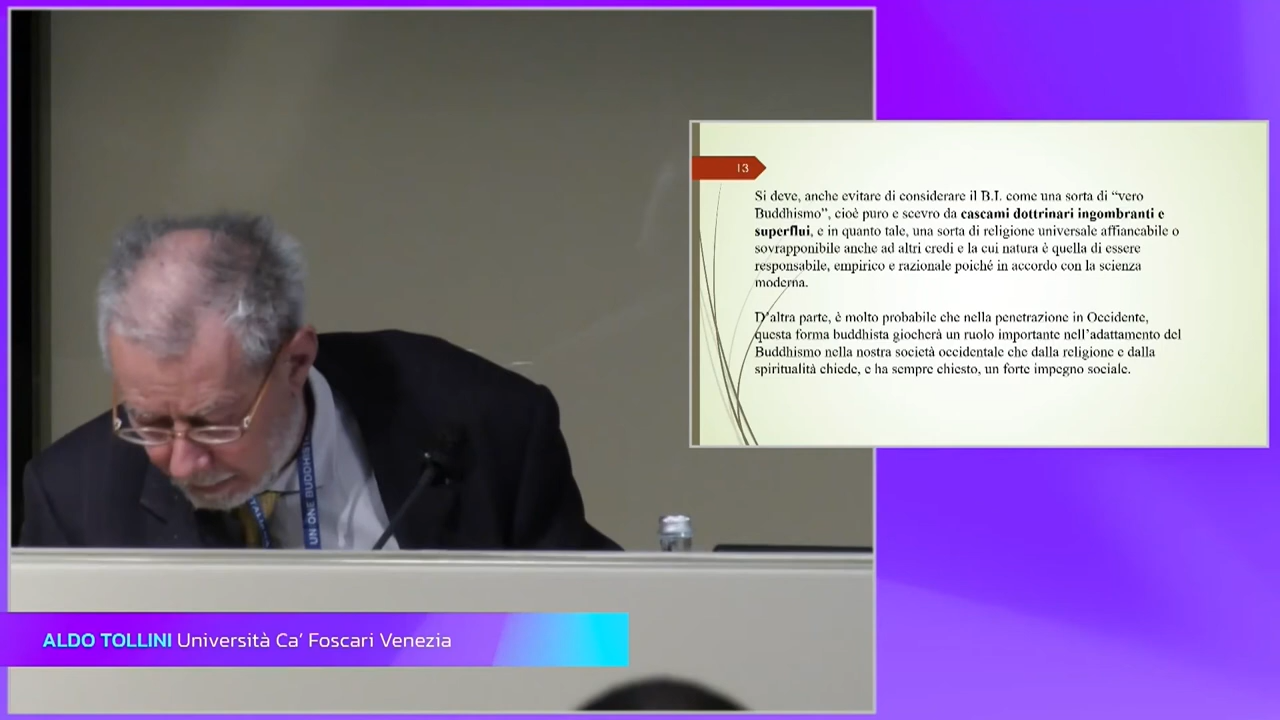 13
Si deve, anche evitare di considerare il B.I. come una sorta di “vero
Buddhismo”, cioè puro e scevro da cascami dottrinari ingombranti e
superflui, e in quanto tale, una sorta di religione universale affiancabile o
sovrapponibile anche ad altri credi e la cui natura è quella di essere
responsabile, empirico e razionale poiché in accordo con la scienza
moderna.
D’altra parte, è molto probabile che nella penetrazione in Occidente,
questa forma buddhista giocherà un ruolo importante nell’adattamento del
Buddhismo nella nostra società occidentale che dalla religione e dalla
spiritualità chiede, e ha sempre chiesto, un forte impegno sociale.
UN ONE BUDDHIST
ALDO TOLLINI Università Ca’ Foscari Venezia